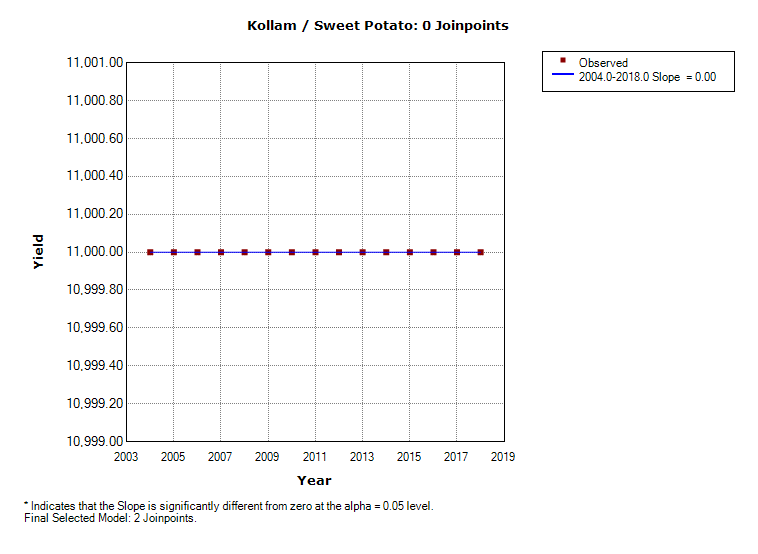 Kollam / Sweet Potato: 0 Joinpoints
Observed
2004.0-2018.0 Slope = 0.00
11,001.00
11,000.80
11,000.60
11,000.40
11,000.20
11,000.00
10,999.80
10,999.60
10,999.40
10,999.20
10,999.00
Yield
2003 2005 2007 2009 2011 2013 2015 2017 2019
Year
* Indicates that the Slope is significantly different from zero at the alpha = 0.05 level.
Final Selected Model: 2 Joinpoints.